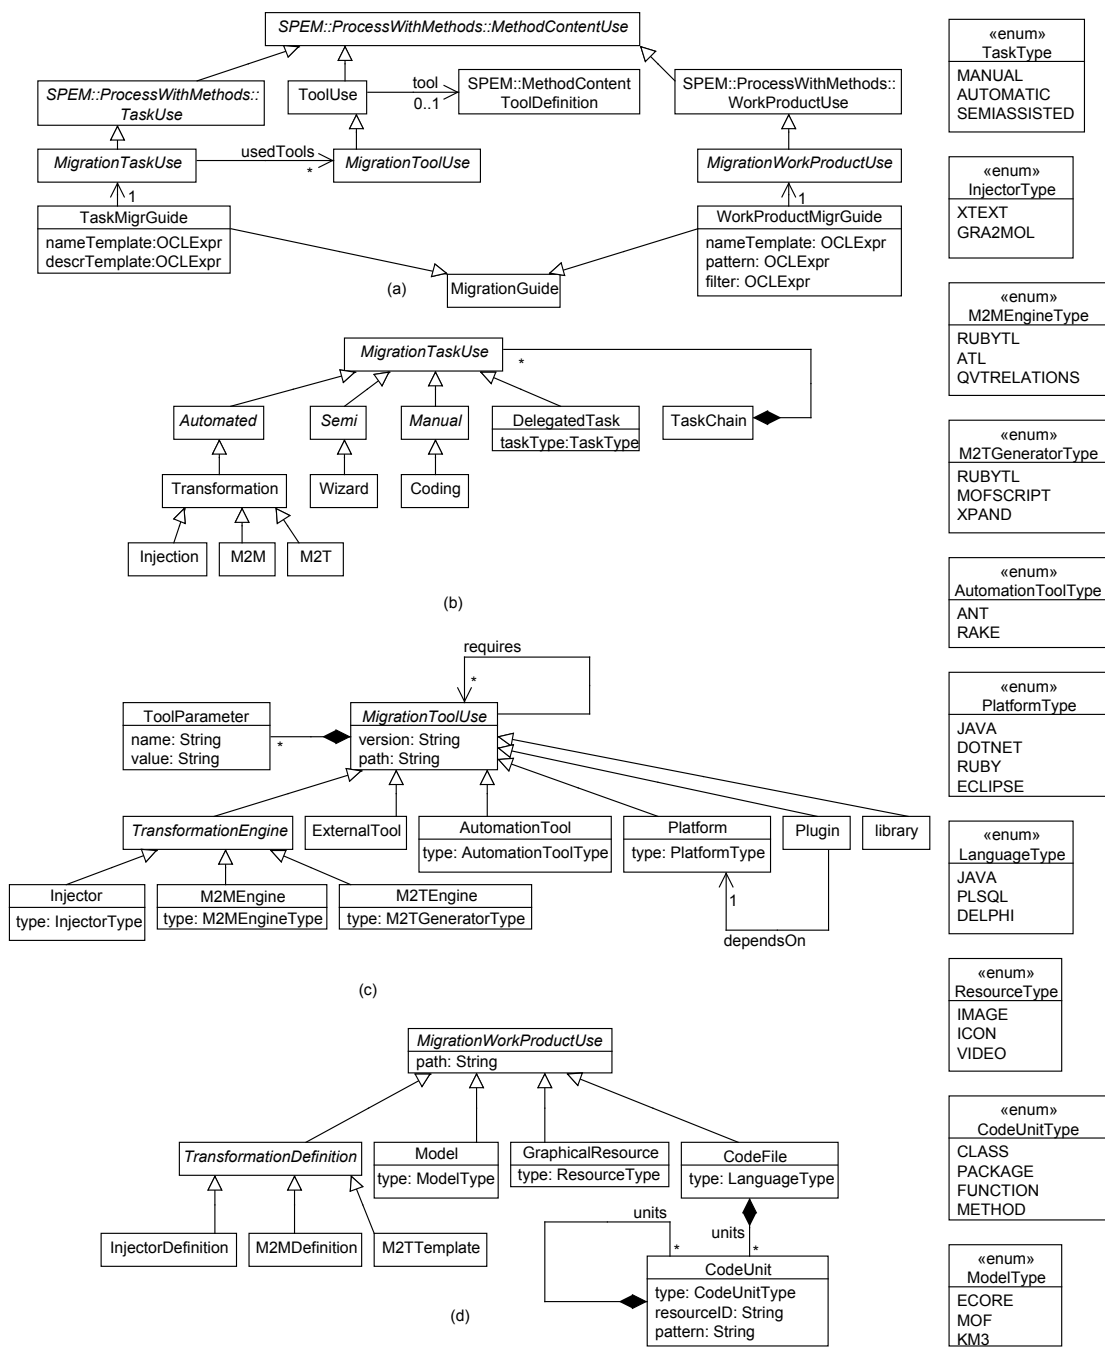 SPEM::ProcessWithMethods::MethodContentUse
SPEM::ProcessWithMethods::
TaskUse
ToolUse
tool
0..1
SPEM::MethodContent
ToolDefinition
SPEM::ProcessWithMethods::
WorkProductUse
MigrationTaskUse
usedTools
*
MigrationToolUse
MigrationWorkProductUse
1
1
TaskMigrGuide
nameTemplate:OCLExpr
descrTemplate:OCLExpr
WorkProductMigrGuide
nameTemplate: OCLExpr
pattern: OCLExpr
filter: OCLExpr
MigrationGuide
(a)
MigrationTaskUse
*
Automated
Semi
Manual
DelegatedTask
taskType:TaskType
TaskChain
Transformation
Wizard
Coding
Injection
M2M
M2T
(b)
requires
*
ToolParameter
name: String
value: String
*
MigrationToolUse
version: String
path: String
TransformationEngine
ExternalTool
AutomationTool
type: AutomationToolType
Platform
type: PlatformType
Plugin
library
Injector
type: InjectorType
M2MEngine
type: M2MEngineType
M2TEngine
type: M2TGeneratorType
1
dependsOn
(c)
MigrationWorkProductUse
path: String
TransformationDefinition
Model
type: ModelType
GraphicalResource
type: ResourceType
CodeFile
type: LanguageType
InjectorDefinition
M2MDefinition
M2TTemplate
units
*
units
*
CodeUnit
type: CodeUnitType
resourceID: String
pattern: String
(d)
«enum»
TaskType
MANUAL
AUTOMATIC
SEMIASSISTED
«enum»
InjectorType
XTEXT
GRA2MOL
«enum»
M2MEngineType
RUBYTL
ATL
QVTRELATIONS
«enum»
M2TGeneratorType
RUBYTL
MOFSCRIPT
XPAND
«enum»
AutomationToolType
ANT
RAKE
«enum»
PlatformType
JAVA
DOTNET
RUBY
ECLIPSE
«enum»
LanguageType
JAVA
PLSQL
DELPHI
«enum»
ResourceType
IMAGE
ICON
VIDEO
«enum»
CodeUnitType
CLASS
PACKAGE
FUNCTION
METHOD
«enum»
ModelType
ECORE
MOF
KM3